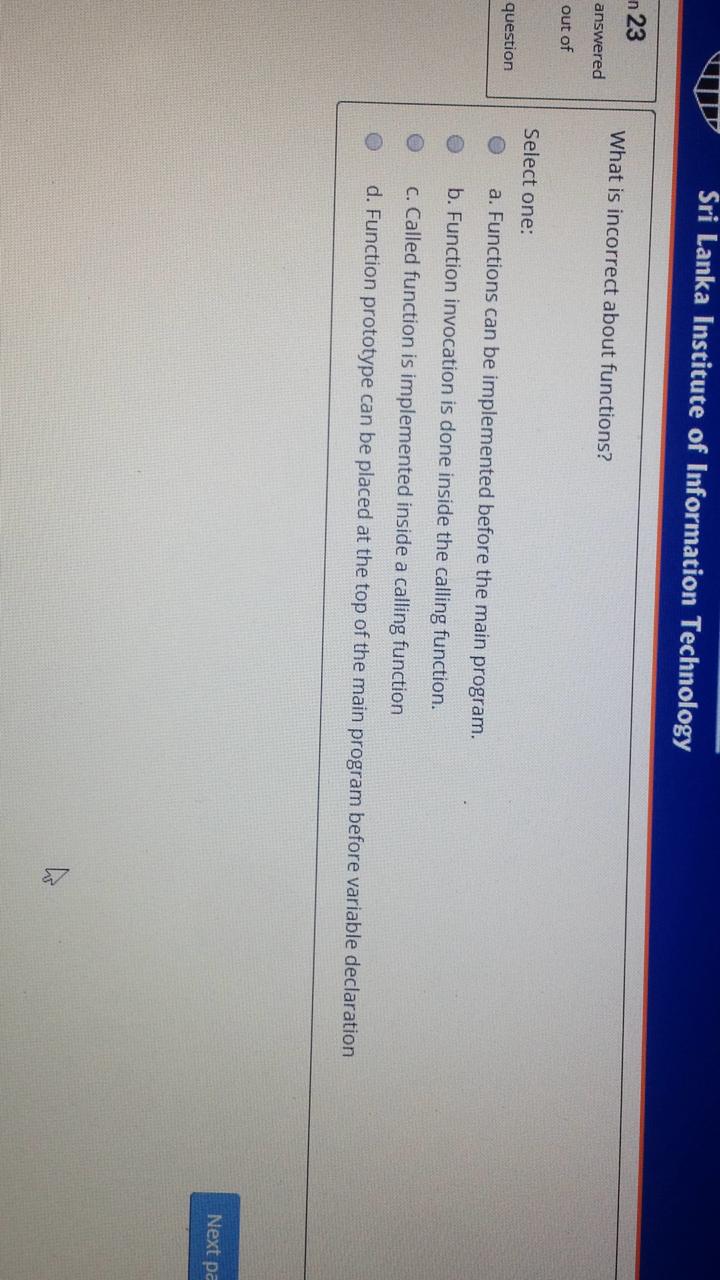 Sri Lanka Institute of Information Technology
23
answered
out of
question
What is incorrect about functions?
Select one:
a. Functions can be implemented before the main program.
b. Function invocation is done inside the calling function.
c. Called function is implemented inside a calling function
d. Function prototype can be placed at the top of the main program before variable declaration
Next